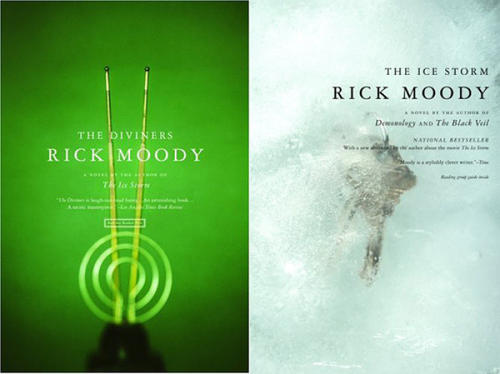 THE DIVINERS
RICK MOODY
A NOVEL BY THE AUTHOR OF
The Ice Storm
"The Diviners is laugh-out-loud funny. An astonishing book...
A satiric masterpiece." –Los Angeles Times Book Review
THE ICE STORM
RICK MOODY
A NOVEL BY THE AUTHOR OF
Demonology AND The Black Veil
NATIONAL BESTSELLER
With a new by the author about the movie The Ice Storm
"Moody is a stylishly clever writer." –Time
Reading group guide inside